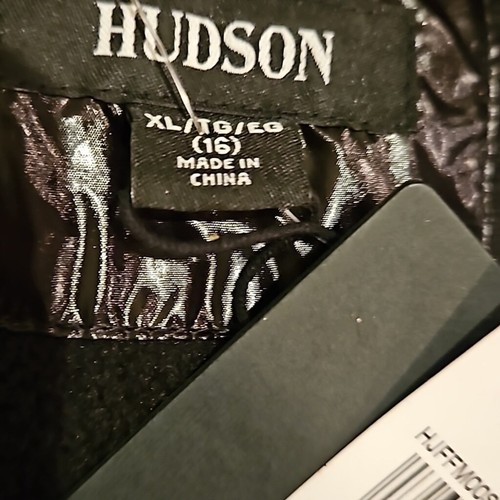 HUDSON
XL/TG/EG
(16)
MADE IN
CHINA